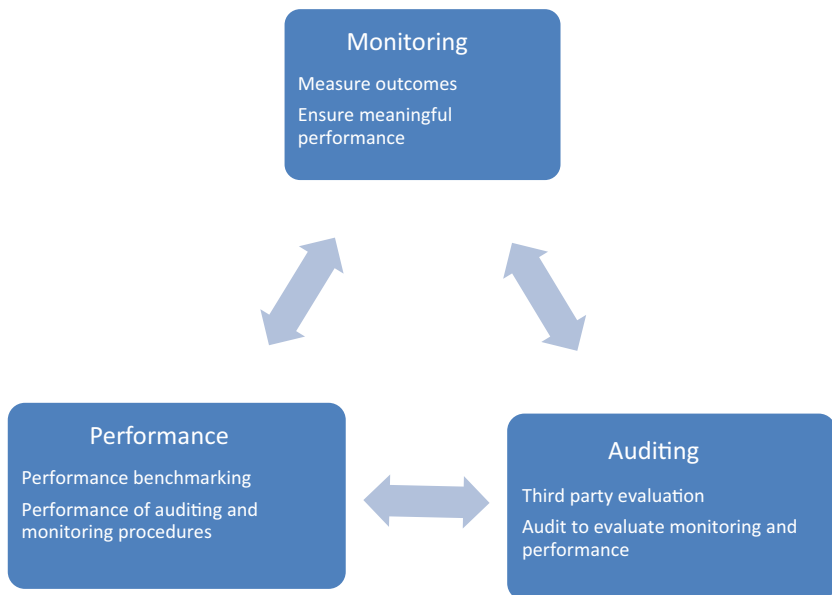 Monitoring
Measure outcomes
Ensure meaningful
performance
Performance
Performance benchmarking
Performance of auditing and
monitoring procedures
Auditing
Third party evaluation
Audit to evaluate monitoring and
performance